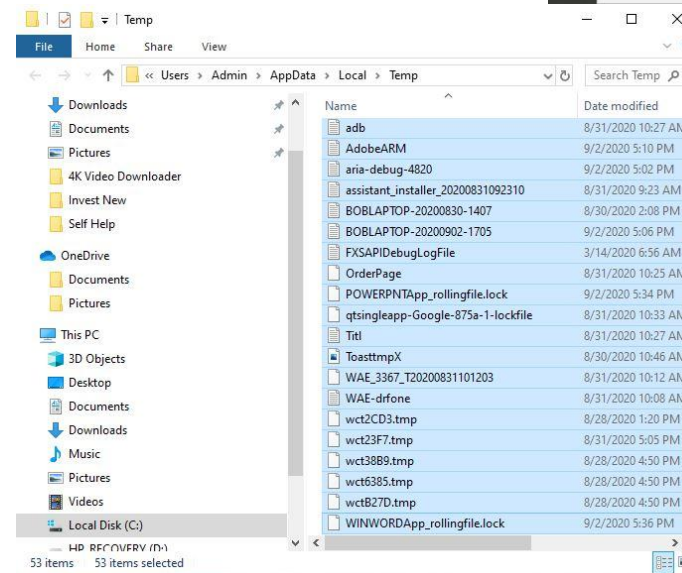 Temp
File Home Share View
« Users › Admin › AppData › Local › Temp
Search Temp
Downloads
Documents
Pictures
4K Video Downloader
Invest New
Self Help
OneDrive
Documents
Pictures
This PC
3D Objects
Desktop
Documents
Downloads
Music
Pictures
Videos
Local Disk (C:)
HP RECOVERY (D:)
Name Date modified
adb 8/31/2020 10:27 AM
AdobeARM 9/2/2020 5:10 PM
aria-debug-4820 9/2/2020 5:02 PM
assistant_installer_20200831092310 8/31/2020 9:23 AM
BOBLAPTOP-20200830-1407 8/30/2020 2:08 PM
BOBLAPTOP-20200902-1705 9/2/2020 5:06 PM
FXSAPIDebugLogFile 3/14/2020 6:56 AM
OrderPage 8/31/2020 10:25 AM
POWERPNTApp_rollingfile.lock 9/2/2020 5:34 PM
qtsingleapp-Google-875a-1-lockfile 8/31/2020 10:33 AM
Titl 8/31/2020 10:27 AM
ToasttmpX 8/30/2020 10:46 AM
WAE_3367_T20200831101203 8/31/2020 10:12 AM
WAE-drfone 8/31/2020 10:08 AM
wct2CD3.tmp 8/28/2020 1:20 PM
wct23F7.tmp 8/31/2020 5:05 PM
wct38B9.tmp 8/28/2020 4:50 PM
wct6385.tmp 8/28/2020 4:50 PM
wctB27D.tmp 8/28/2020 4:50 PM
WINWORDApp_rollingfile.lock 9/2/2020 5:36 PM
53 items 53 items selected